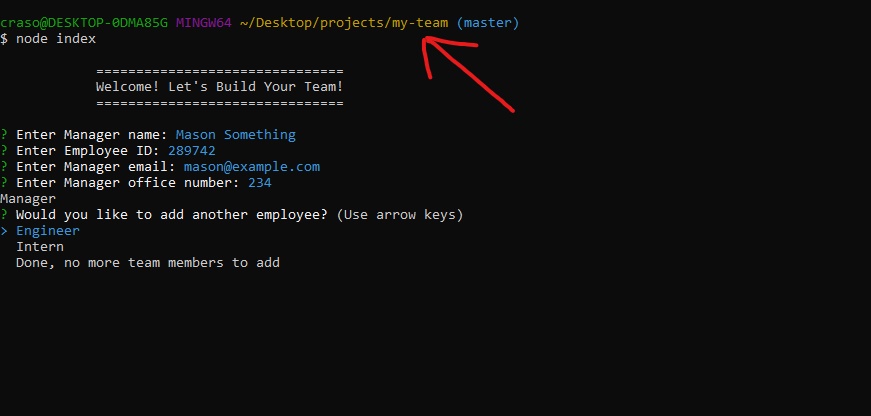 craso@DESKTOP-0DMA85G MINGW64 ~/Desktop/projects/my-team (master)
$ node index
===============================
Welcome! Let's Build Your Team!
===============================
? Enter Manager name: Mason Something
? Enter Employee ID: 289742
? Enter Manager email: mason@example.com
? Enter Manager office number: 234
Manager
? Would you like to add another employee? (Use arrow keys)
> Engineer
Intern
Done, no more team members to add